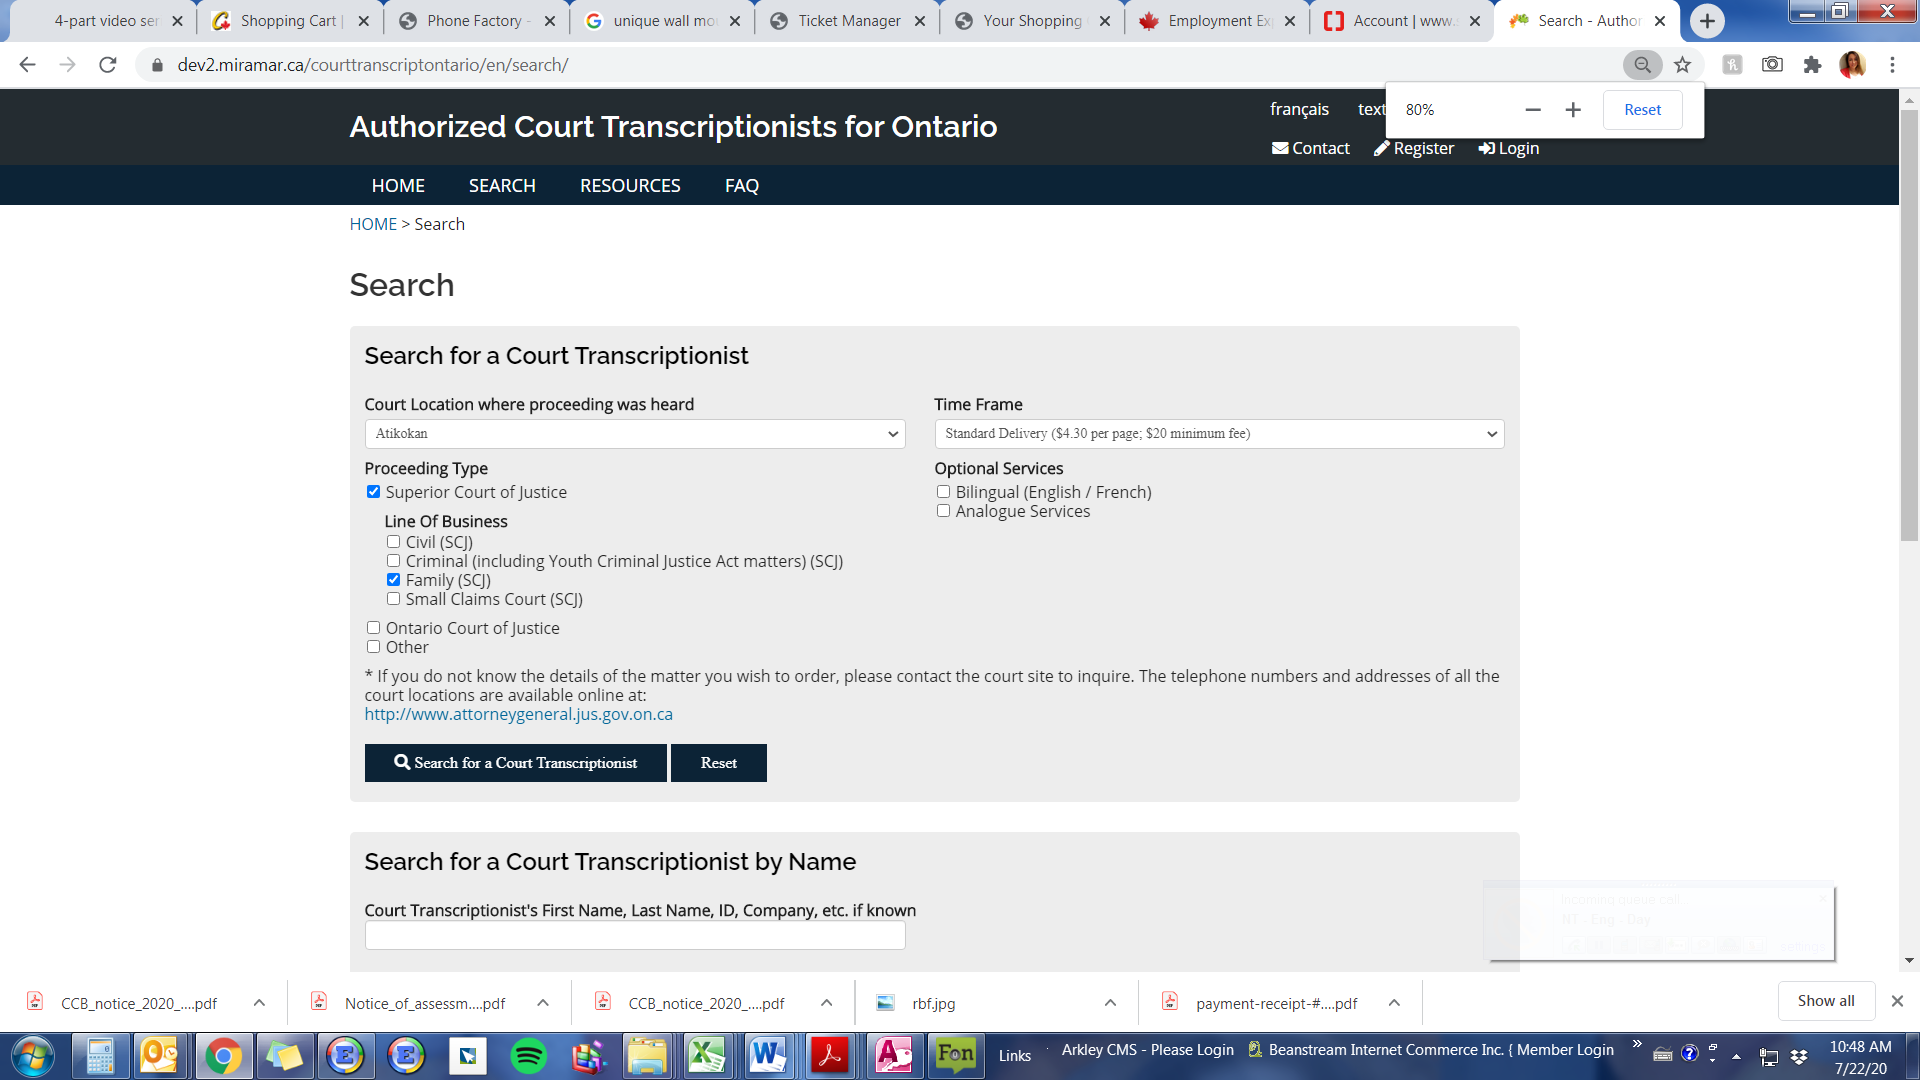 4-part video ser
Shopping Cart |
Phone Factory -
unique wall mo
Ticket Manager
Your Shopping
Employment Ex
Account | www.
Search - Author
dev2.miramar.ca/courttranscriptontario/en/search/
80%
Reset
Authorized Court Transcriptionists for Ontario
français
text
Contact
Register
Login
HOME
SEARCH
RESOURCES
FAQ
HOME > Search
Search
Search for a Court Transcriptionist
Court Location where proceeding was heard
Time Frame
Atikokan
Standard Delivery ($4.30 per page; $20 minimum fee)
Proceeding Type
Optional Services
Superior Court of Justice
Bilingual (English / French)
Analogue Services
Line Of Business
Civil (SCJ)
Criminal (including Youth Criminal Justice Act matters) (SCJ)
Family (SCJ)
Small Claims Court (SCJ)
Ontario Court of Justice
Other
* If you do not know the details of the matter you wish to order, please contact the court site to inquire. The telephone numbers and addresses of all the
court locations are available online at:
http://www.attorneygeneral.jus.gov.on.ca
Search for a Court Transcriptionist
Reset
Search for a Court Transcriptionist by Name
Court Transcriptionist's First Name, Last Name, ID, Company, etc. if known
Incoming queue call...
NT - Eng - Day
settings
CCB_notice_2020_....pdf
Notice_of_assessm....pdf
CCB_notice_2020_....pdf
rbf.jpg
payment-receipt-#....pdf
Show all
Fon
Links
Arkley CMS - Please Login
Beanstream Internet Commerce Inc. { Member Login
10:48 AM
7/22/20